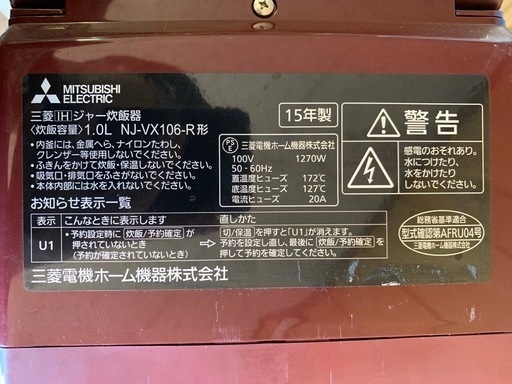 MITSUBISHI
ELECTRIC
三菱IHジャー炊飯器
〈炊飯容量〉1.0L NJ-VX106-R形
15年製
・内釜には、金属へら、ナイロンたわし、
クレンザー等使用しないでください。
・ふきんをかけて炊飯・保温しないでください。
・吸気口・排気口をふさがないでください。
・本体内部には水が入らないようにしてください。
PS
E
三菱電機ホーム機器株式会社
100V 1270W
50-60Hz
蓋温度ヒューズ 172℃
底温度ヒューズ 127℃
電流ヒューズ 20A
警告
感電のおそれあり。
水につけたり、
水をかけたり
しないでください。
お知らせ表示一覧
表示 こんなときに表示します 直しかた
U1
・予約設定時に 炊飯/予約確定 が
押されていないとき
(予約が確定されていないとき)
切/保温 を押すと「U1」が消えます。
・予約を設定し直し、最後に 炊飯/予約確定 を
押してください。
総務省基準適合
型式確認第AFRU04号
三菱電機ホーム機器株式会社
三菱電機ホーム機器株式会社